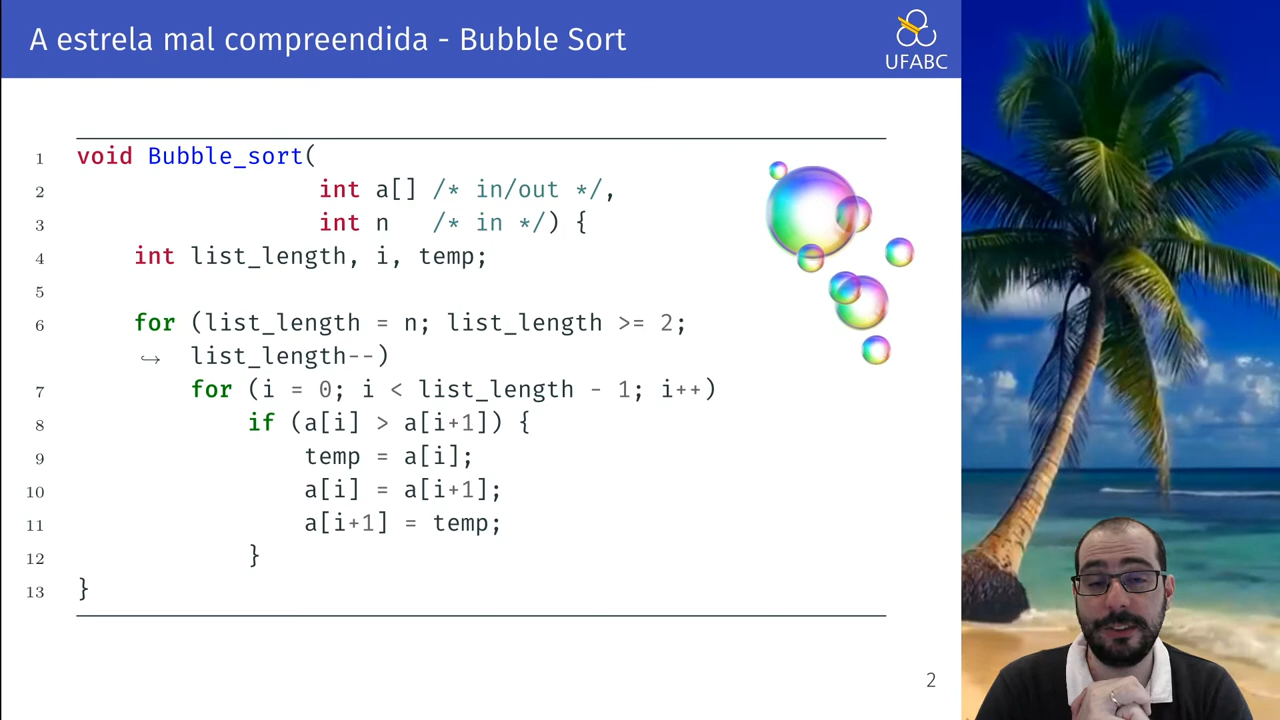 A estrela mal compreendida - Bubble Sort
UFABC
1 void Bubble_sort(
2 int a[] /* in/out */,
3 int n /* in */) {
4 int list_length, i, temp;
5
6 for (list_length = n; list_length >= 2;
↪ list_length--)
7 for (i = 0; i < list_length - 1; i++)
8 if (a[i] > a[i+1]) {
9 temp = a[i];
10 a[i] = a[i+1];
11 a[i+1] = temp;
12 }
13 }
2